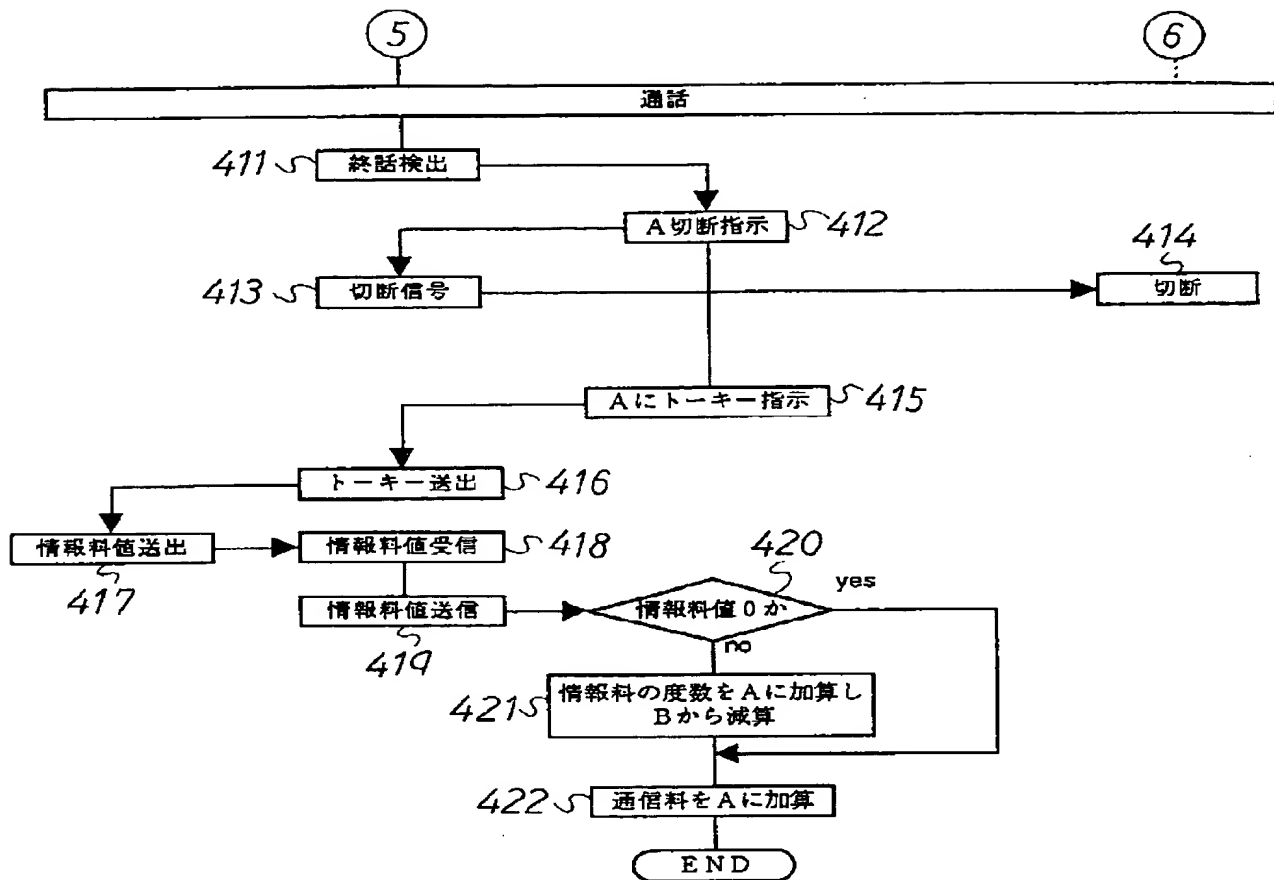 5
6
通話
411
終話検出
A切断指示
412
413
切断信号
414
切断
Aにトーキー指示
415
トーキー送出
416
情報料値送出
417
情報料値受信
418
情報料値送信
419
420
情報料値0か
yes
no
421
情報料の度数をAに加算し
Bから減算
422
通信料をAに加算
END